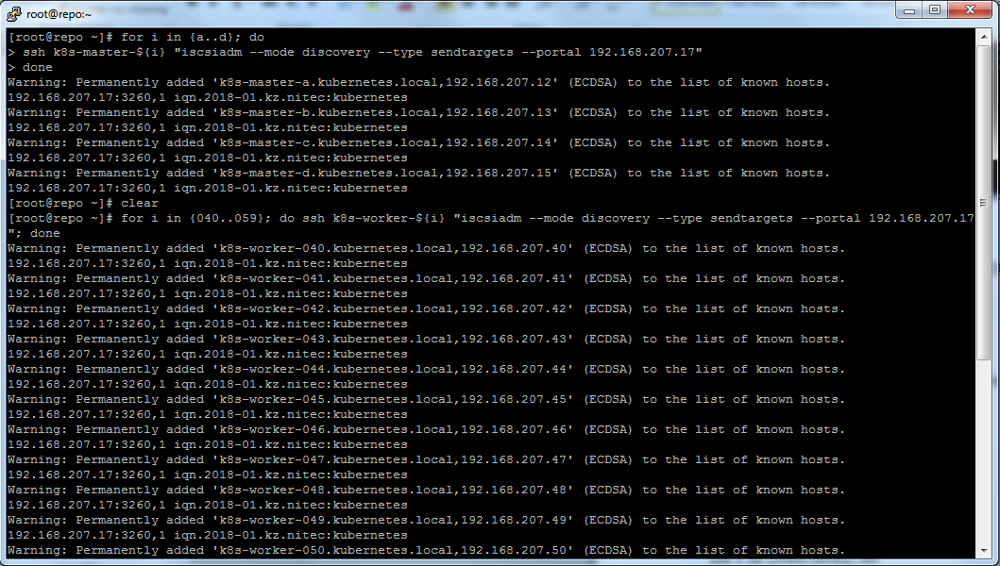 root@repo:~
[root@repo ~]# for i in {a..d}; do
> ssh k8s-master-${i} "iscsiadm --mode discovery --type sendtargets --portal 192.168.207.17"
> done
Warning: Permanently added 'k8s-master-a.kubernetes.local,192.168.207.12' (ECDSA) to the list of known hosts.
192.168.207.17:3260,1 iqn.2018-01.kz.nitec:kubernetes
Warning: Permanently added 'k8s-master-b.kubernetes.local,192.168.207.13' (ECDSA) to the list of known hosts.
192.168.207.17:3260,1 iqn.2018-01.kz.nitec:kubernetes
Warning: Permanently added 'k8s-master-c.kubernetes.local,192.168.207.14' (ECDSA) to the list of known hosts.
192.168.207.17:3260,1 iqn.2018-01.kz.nitec:kubernetes
Warning: Permanently added 'k8s-master-d.kubernetes.local,192.168.207.15' (ECDSA) to the list of known hosts.
192.168.207.17:3260,1 iqn.2018-01.kz.nitec:kubernetes
[root@repo ~]# clear
[root@repo ~]# for i in {040..059}; do ssh k8s-worker-${i} "iscsiadm --mode discovery --type sendtargets --portal 192.168.207.17
"; done
Warning: Permanently added 'k8s-worker-040.kubernetes.local,192.168.207.40' (ECDSA) to the list of known hosts.
192.168.207.17:3260,1 iqn.2018-01.kz.nitec:kubernetes
Warning: Permanently added 'k8s-worker-041.kubernetes.local,192.168.207.41' (ECDSA) to the list of known hosts.
192.168.207.17:3260,1 iqn.2018-01.kz.nitec:kubernetes
Warning: Permanently added 'k8s-worker-042.kubernetes.local,192.168.207.42' (ECDSA) to the list of known hosts.
192.168.207.17:3260,1 iqn.2018-01.kz.nitec:kubernetes
Warning: Permanently added 'k8s-worker-043.kubernetes.local,192.168.207.43' (ECDSA) to the list of known hosts.
192.168.207.17:3260,1 iqn.2018-01.kz.nitec:kubernetes
Warning: Permanently added 'k8s-worker-044.kubernetes.local,192.168.207.44' (ECDSA) to the list of known hosts.
192.168.207.17:3260,1 iqn.2018-01.kz.nitec:kubernetes
Warning: Permanently added 'k8s-worker-045.kubernetes.local,192.168.207.45' (ECDSA) to the list of known hosts.
192.168.207.17:3260,1 iqn.2018-01.kz.nitec:kubernetes
Warning: Permanently added 'k8s-worker-046.kubernetes.local,192.168.207.46' (ECDSA) to the list of known hosts.
192.168.207.17:3260,1 iqn.2018-01.kz.nitec:kubernetes
Warning: Permanently added 'k8s-worker-047.kubernetes.local,192.168.207.47' (ECDSA) to the list of known hosts.
192.168.207.17:3260,1 iqn.2018-01.kz.nitec:kubernetes
Warning: Permanently added 'k8s-worker-048.kubernetes.local,192.168.207.48' (ECDSA) to the list of known hosts.
192.168.207.17:3260,1 iqn.2018-01.kz.nitec:kubernetes
Warning: Permanently added 'k8s-worker-049.kubernetes.local,192.168.207.49' (ECDSA) to the list of known hosts.
192.168.207.17:3260,1 iqn.2018-01.kz.nitec:kubernetes
Warning: Permanently added 'k8s-worker-050.kubernetes.local,192.168.207.50' (ECDSA) to the list of known hosts.